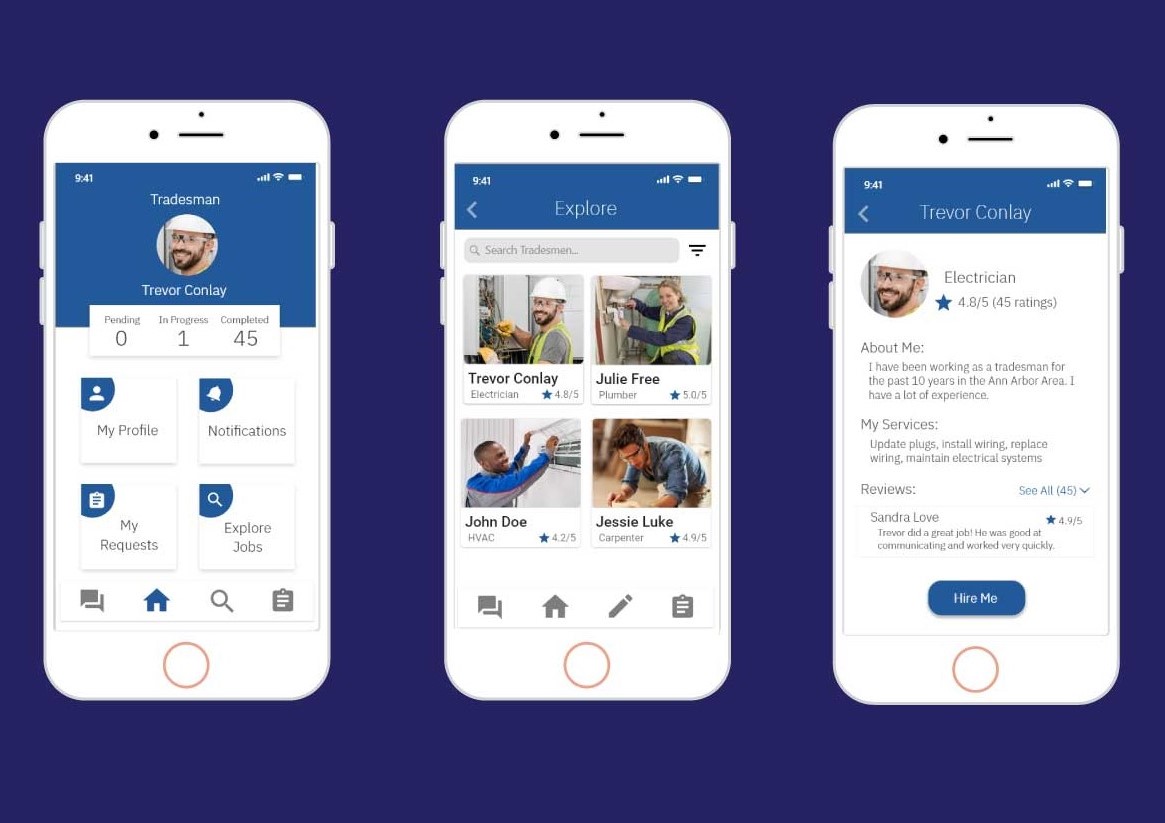 9:41
Tradesman
Trevor Conlay
Pending In Progress Completed
0 1 45
My Profile
Notifications
My
Requests
Explore
Jobs
9:41
Explore
Search Tradesmen...
Trevor Conlay
Electrician 4.8/5
Julie Free
Plumber 5.0/5
John Doe
HVAC 4.2/5
Jessie Luke
Carpenter 4.9/5
9:41
Trevor Conlay
Electrician
4.8/5 (45 ratings)
About Me:
I have been working as a tradesman for
the past 10 years in the Ann Arbor Area. I
have a lot of experience.
My Services:
Update plugs, install wiring, replace
wiring, maintain electrical systems
Reviews: See All (45)
Sandra Love 4.9/5
Trevor did a great job! He was good at
communicating and worked very quickly.
Hire Me